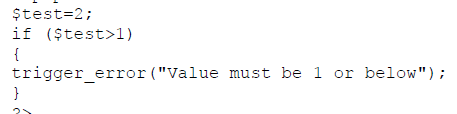 $test=2;
if ($test>1)
{
trigger_error("Value must be 1 or below");
}
?>